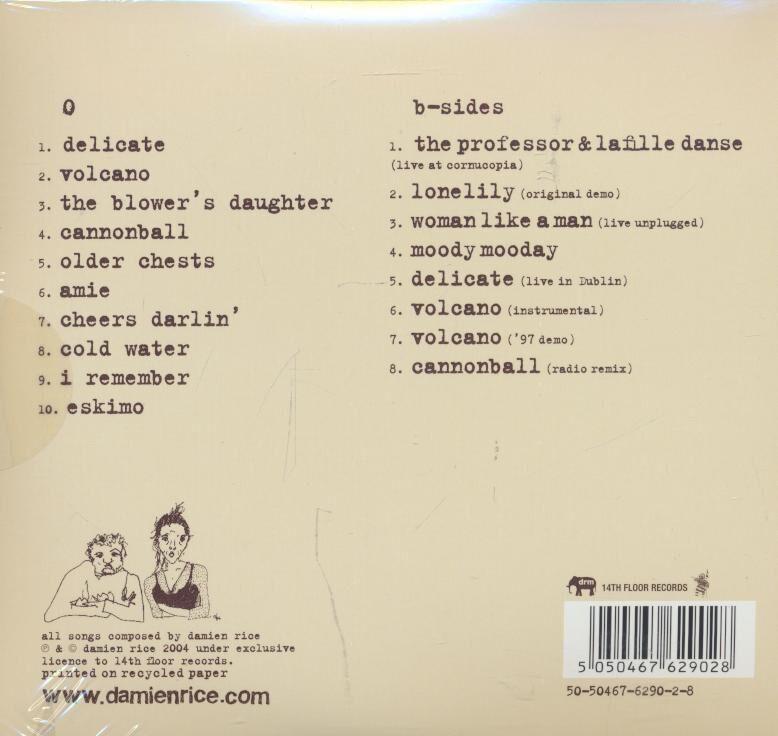 O
1. delicate
2. volcano
3. the blower's daughter
4. cannonball
5. older chests
6. amie
7. cheers darlin'
8. cold water
9. i remember
10. eskimo
b-sides
1. the professor & la fille danse
(live at cornucopia)
2. lonelily (original demo)
3. woman like a man (live unplugged)
4. moody mooday
5. delicate (live in Dublin)
6. volcano (instrumental)
7. volcano ('97 demo)
8. cannonball (radio remix)
all songs composed by damien rice
℗ & © damien rice 2004 under exclusive
licence to 14th floor records.
printed on recycled paper
www.damienrice.com
drm 14TH FLOOR RECORDS
5 050467 629028
50-50467-6290-2-8